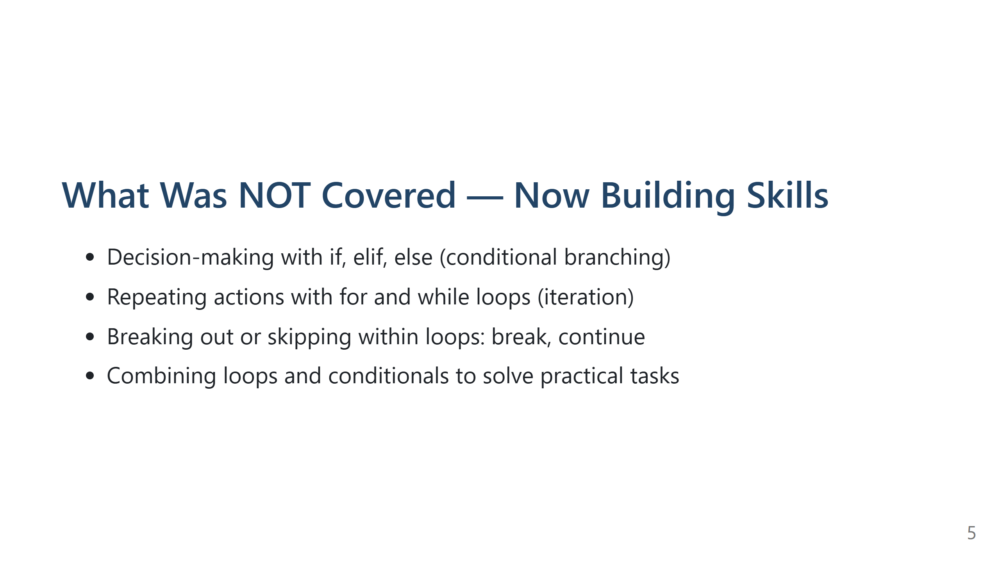 What Was NOT Covered — Now Building Skills
• Decision-making with if, elif, else (conditional branching)
• Repeating actions with for and while loops (iteration)
• Breaking out or skipping within loops: break, continue
• Combining loops and conditionals to solve practical tasks
5